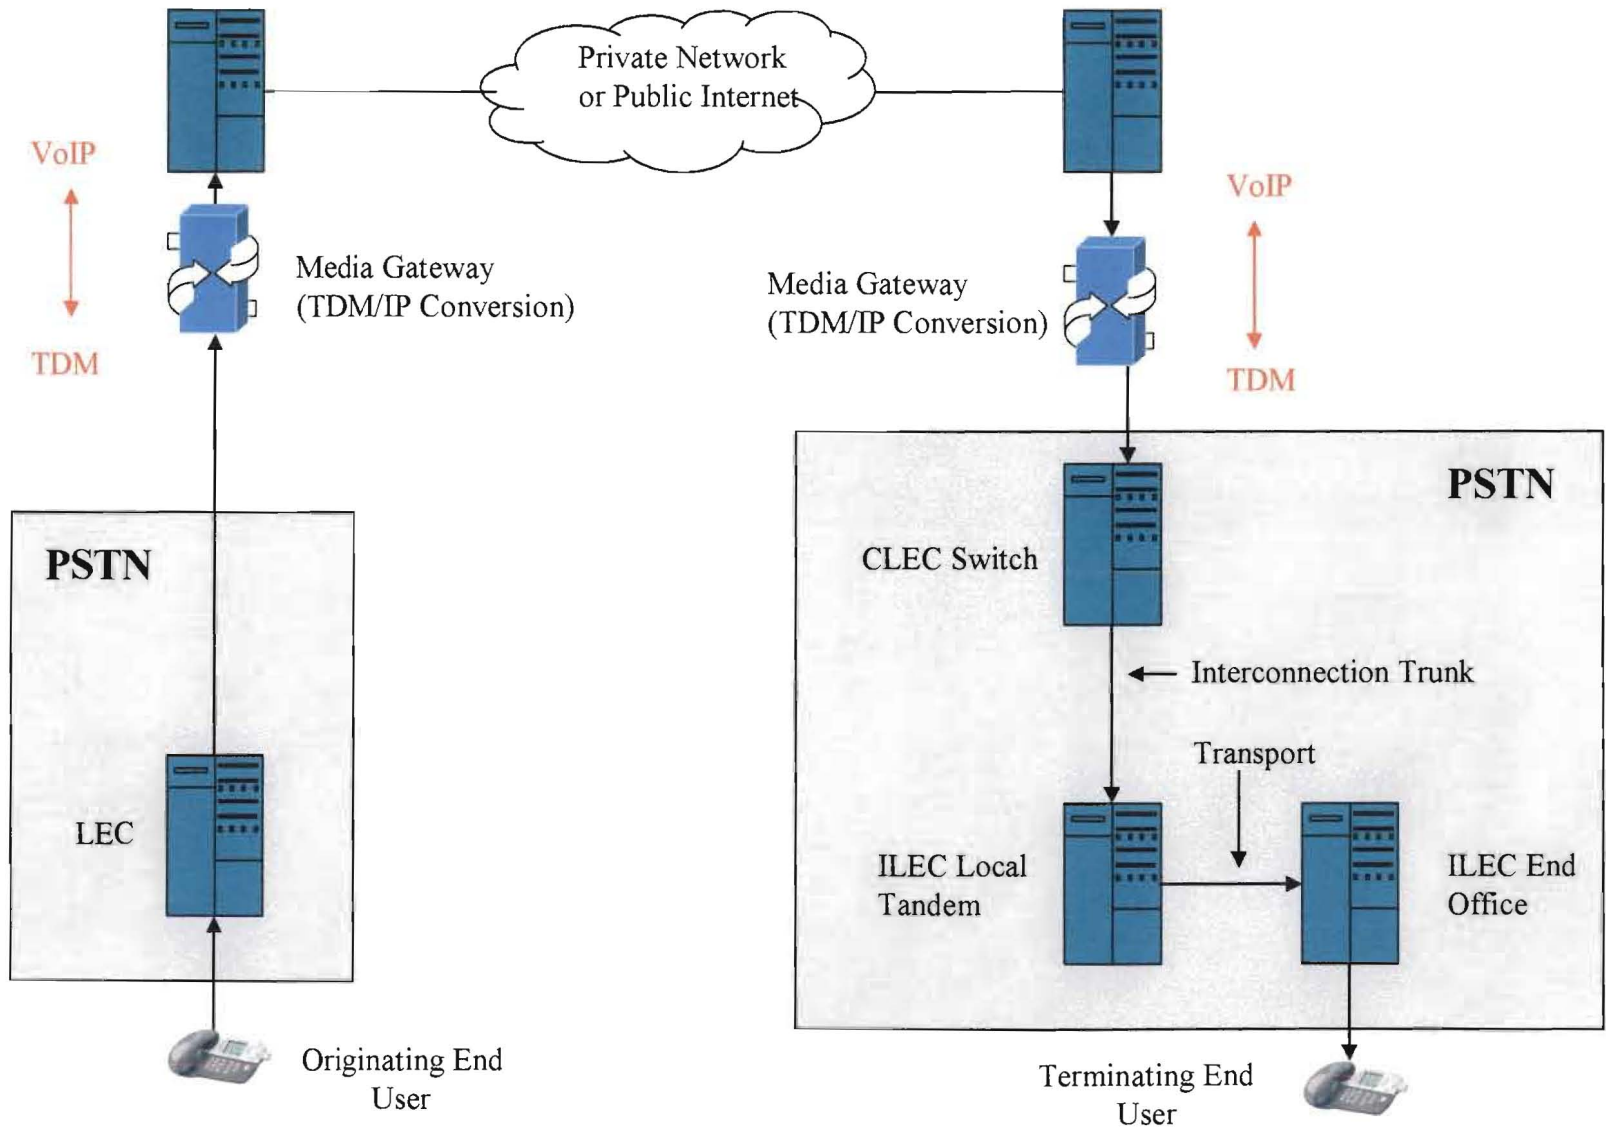 Private Network
or Public Internet
VoIP
TDM
Media Gateway
(TDM/IP Conversion)
Media Gateway
(TDM/IP Conversion)
VoIP
TDM
PSTN
LEC
Originating End
User
PSTN
CLEC Switch
Interconnection Trunk
Transport
ILEC Local
Tandem
ILEC End
Office
Terminating End
User